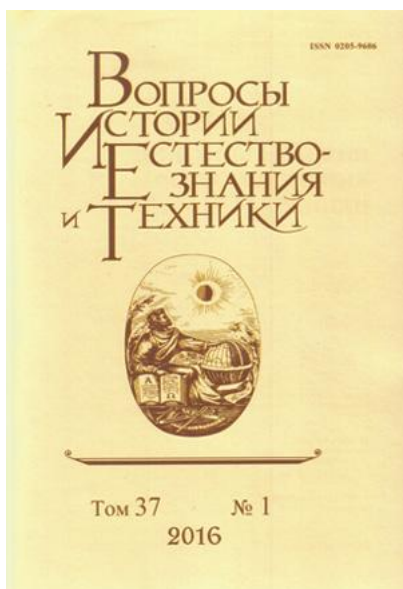 ISSN 0205-9606
ВОПРОСЫ
ИСТОРИИ
ЕСТЕСТВО-
ЗНАНИЯ
И ТЕХНИКИ
А
Ω
Том 37 № 1
2016